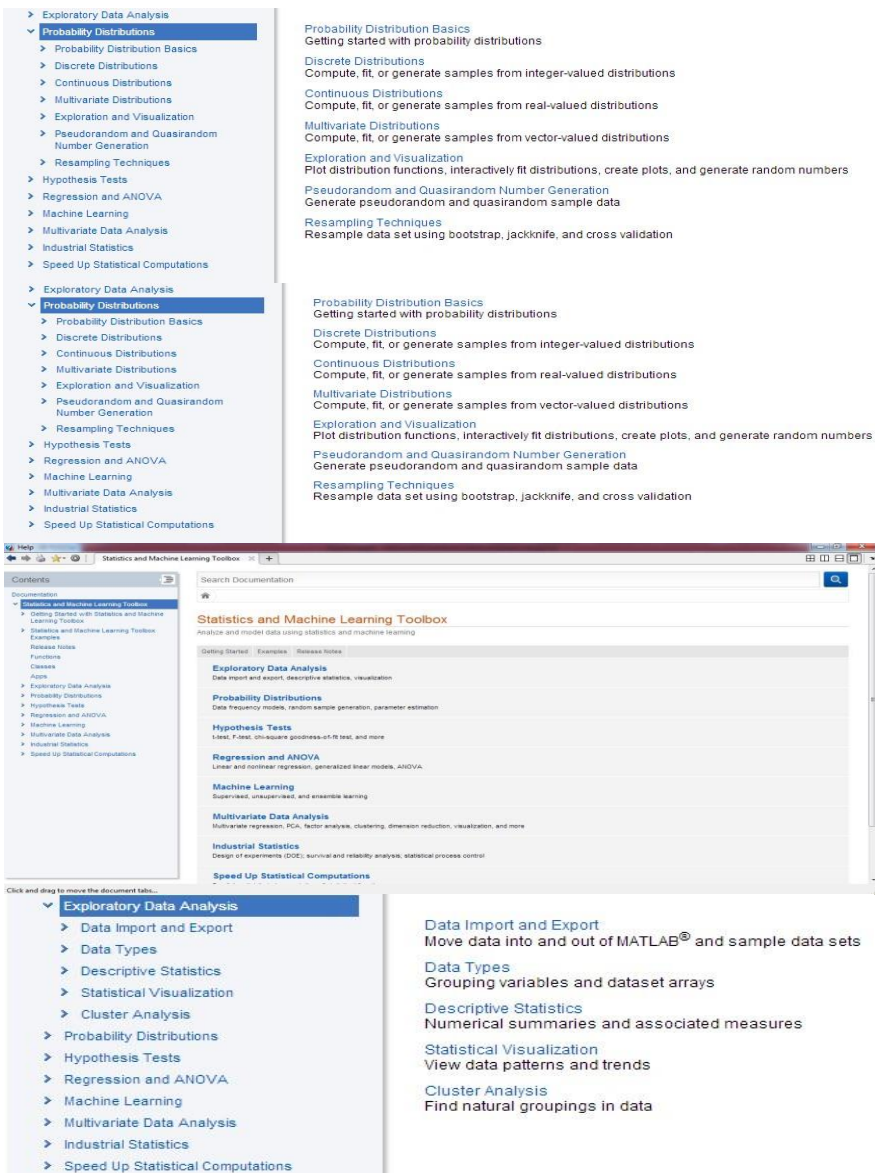 Exploratory Data Analysis
Probability Distributions
Probability Distribution Basics
Discrete Distributions
Continuous Distributions
Multivariate Distributions
Exploration and Visualization
Pseudorandom and Quasirandom
Number Generation
Resampling Techniques
Hypothesis Tests
Regression and ANOVA
Machine Learning
Multivariate Data Analysis
Industrial Statistics
Speed Up Statistical Computations
Probability Distribution Basics
Getting started with probability distributions
Discrete Distributions
Compute, fit, or generate samples from integer-valued distributions
Continuous Distributions
Compute, fit, or generate samples from real-valued distributions
Multivariate Distributions
Compute, fit, or generate samples from vector-valued distributions
Exploration and Visualization
Plot distribution functions, interactively fit distributions, create plots, and generate random numbers
Pseudorandom and Quasirandom Number Generation
Generate pseudorandom and quasirandom sample data
Resampling Techniques
Resample data set using bootstrap, jackknife, and cross validation
Exploratory Data Analysis
Probability Distributions
Probability Distribution Basics
Discrete Distributions
Continuous Distributions
Multivariate Distributions
Exploration and Visualization
Pseudorandom and Quasirandom
Number Generation
Resampling Techniques
Hypothesis Tests
Regression and ANOVA
Machine Learning
Multivariate Data Analysis
Industrial Statistics
Speed Up Statistical Computations
Probability Distribution Basics
Getting started with probability distributions
Discrete Distributions
Compute, fit, or generate samples from integer-valued distributions
Continuous Distributions
Compute, fit, or generate samples from real-valued distributions
Multivariate Distributions
Compute, fit, or generate samples from vector-valued distributions
Exploration and Visualization
Plot distribution functions, interactively fit distributions, create plots, and generate random numbers
Pseudorandom and Quasirandom Number Generation
Generate pseudorandom and quasirandom sample data
Resampling Techniques
Resample data set using bootstrap, jackknife, and cross validation
Help
Statistics and Machine Learning Toolbox
Contents
Documentation
Statistics and Machine Learning Toolbox
Getting Started with Statistics and Machine
Learning Toolbox
Statistics and Machine Learning Toolbox
Examples
Release Notes
Functions
Classes
Apps
Exploratory Data Analysis
Probability Distributions
Hypothesis Tests
Regression and ANOVA
Machine Learning
Multivariate Data Analysis
Industrial Statistics
Speed Up Statistical Computations
Search Documentation
Statistics and Machine Learning Toolbox
Analyze and model data using statistics and machine learning
Getting Started Examples Release Notes
Exploratory Data Analysis
Data import and export, descriptive statistics, visualization
Probability Distributions
Data frequency models, random sample generation, parameter estimation
Hypothesis Tests
t-test, F-test, chi-square goodness-of-fit test, and more
Regression and ANOVA
Linear and nonlinear regression, generalized linear models, ANOVA
Machine Learning
Supervised, unsupervised, and ensemble learning
Multivariate Data Analysis
Multivariate regression, PCA, factor analysis, clustering, dimension reduction, visualization, and more
Industrial Statistics
Design of experiments (DOE); survival and reliability analysis; statistical process control
Speed Up Statistical Computations
Click and drag to move the document tabs...
Exploratory Data Analysis
Data Import and Export
Data Types
Descriptive Statistics
Statistical Visualization
Cluster Analysis
Probability Distributions
Hypothesis Tests
Regression and ANOVA
Machine Learning
Multivariate Data Analysis
Industrial Statistics
Speed Up Statistical Computations
Data Import and Export
Move data into and out of MATLAB® and sample data sets
Data Types
Grouping variables and dataset arrays
Descriptive Statistics
Numerical summaries and associated measures
Statistical Visualization
View data patterns and trends
Cluster Analysis
Find natural groupings in data